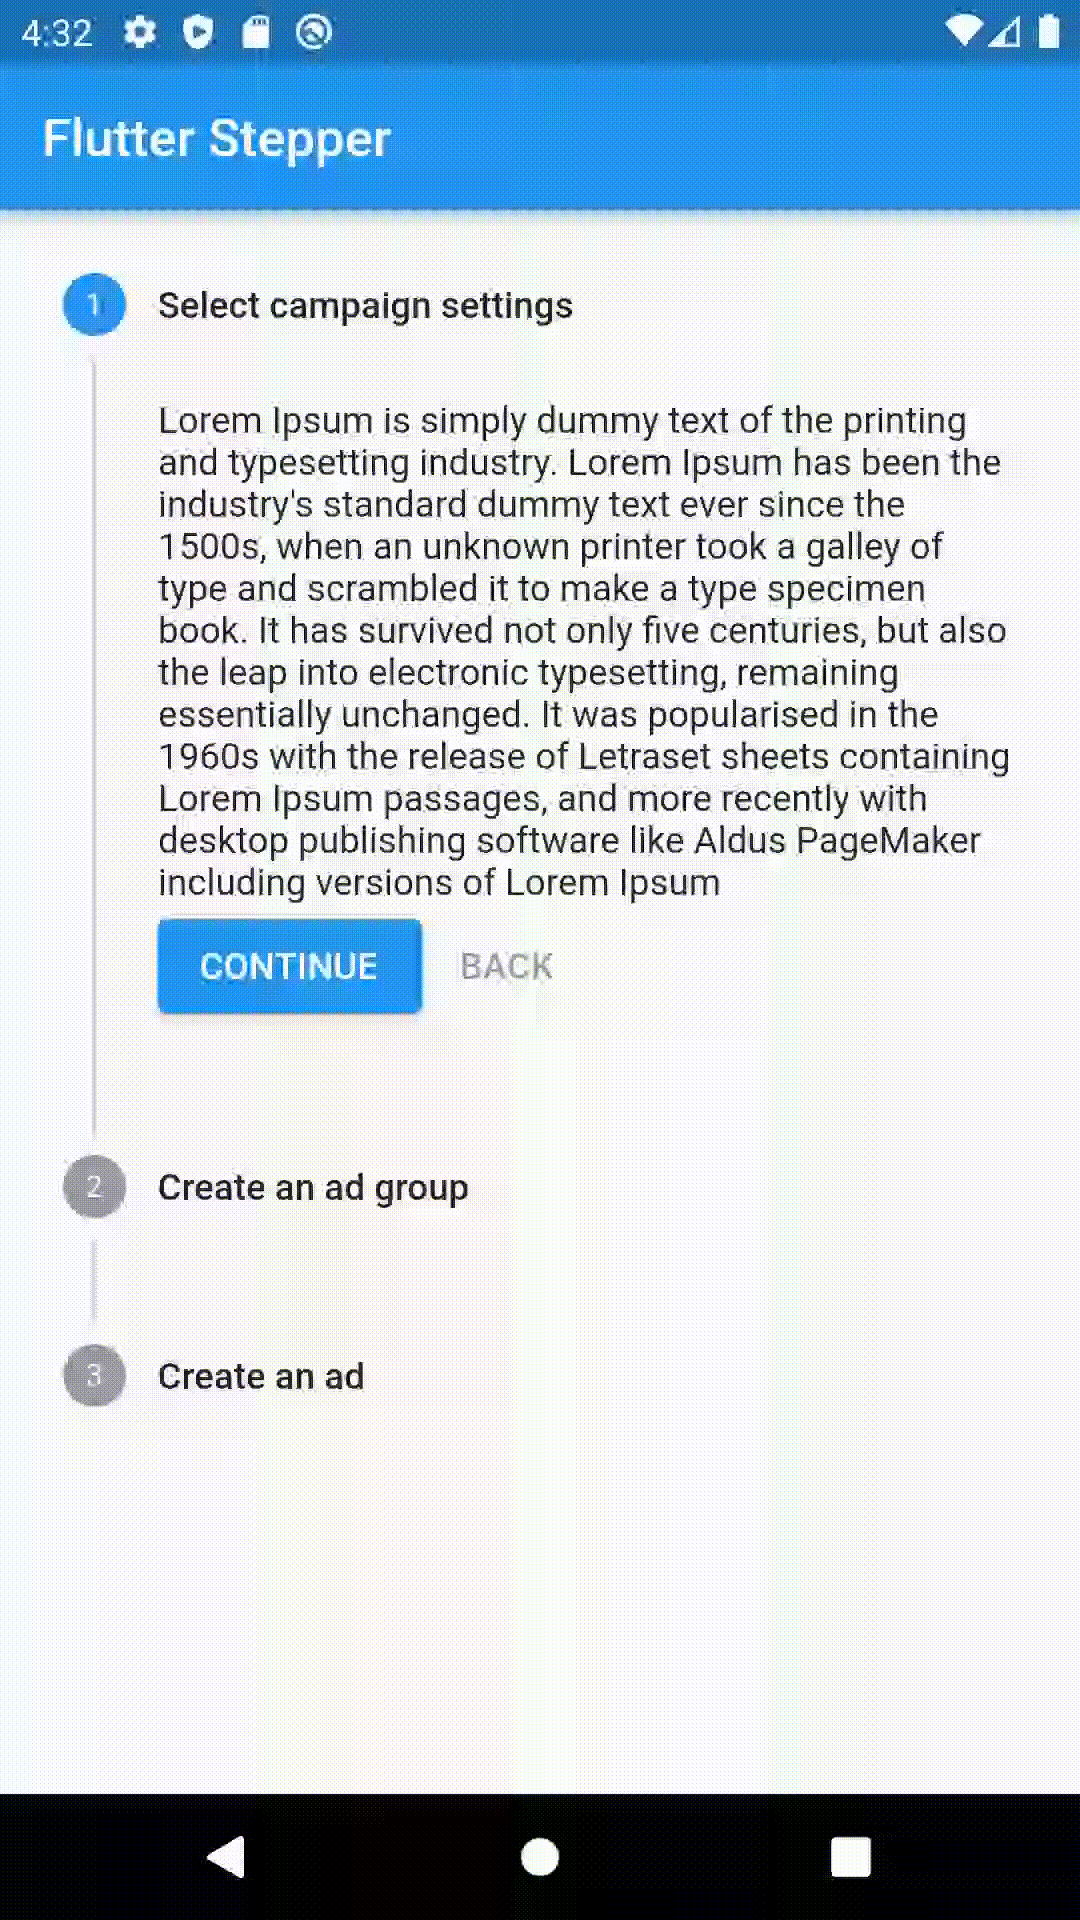 4:32
Flutter Stepper
1 Select campaign settings
Lorem Ipsum is simply dummy text of the printing
and typesetting industry. Lorem Ipsum has been the
industry's standard dummy text ever since the
1500s, when an unknown printer took a galley of
type and scrambled it to make a type specimen
book. It has survived not only five centuries, but also
the leap into electronic typesetting, remaining
essentially unchanged. It was popularised in the
1960s with the release of Letraset sheets containing
Lorem Ipsum passages, and more recently with
desktop publishing software like Aldus PageMaker
including versions of Lorem Ipsum
CONTINUE BACK
2 Create an ad group
3 Create an ad